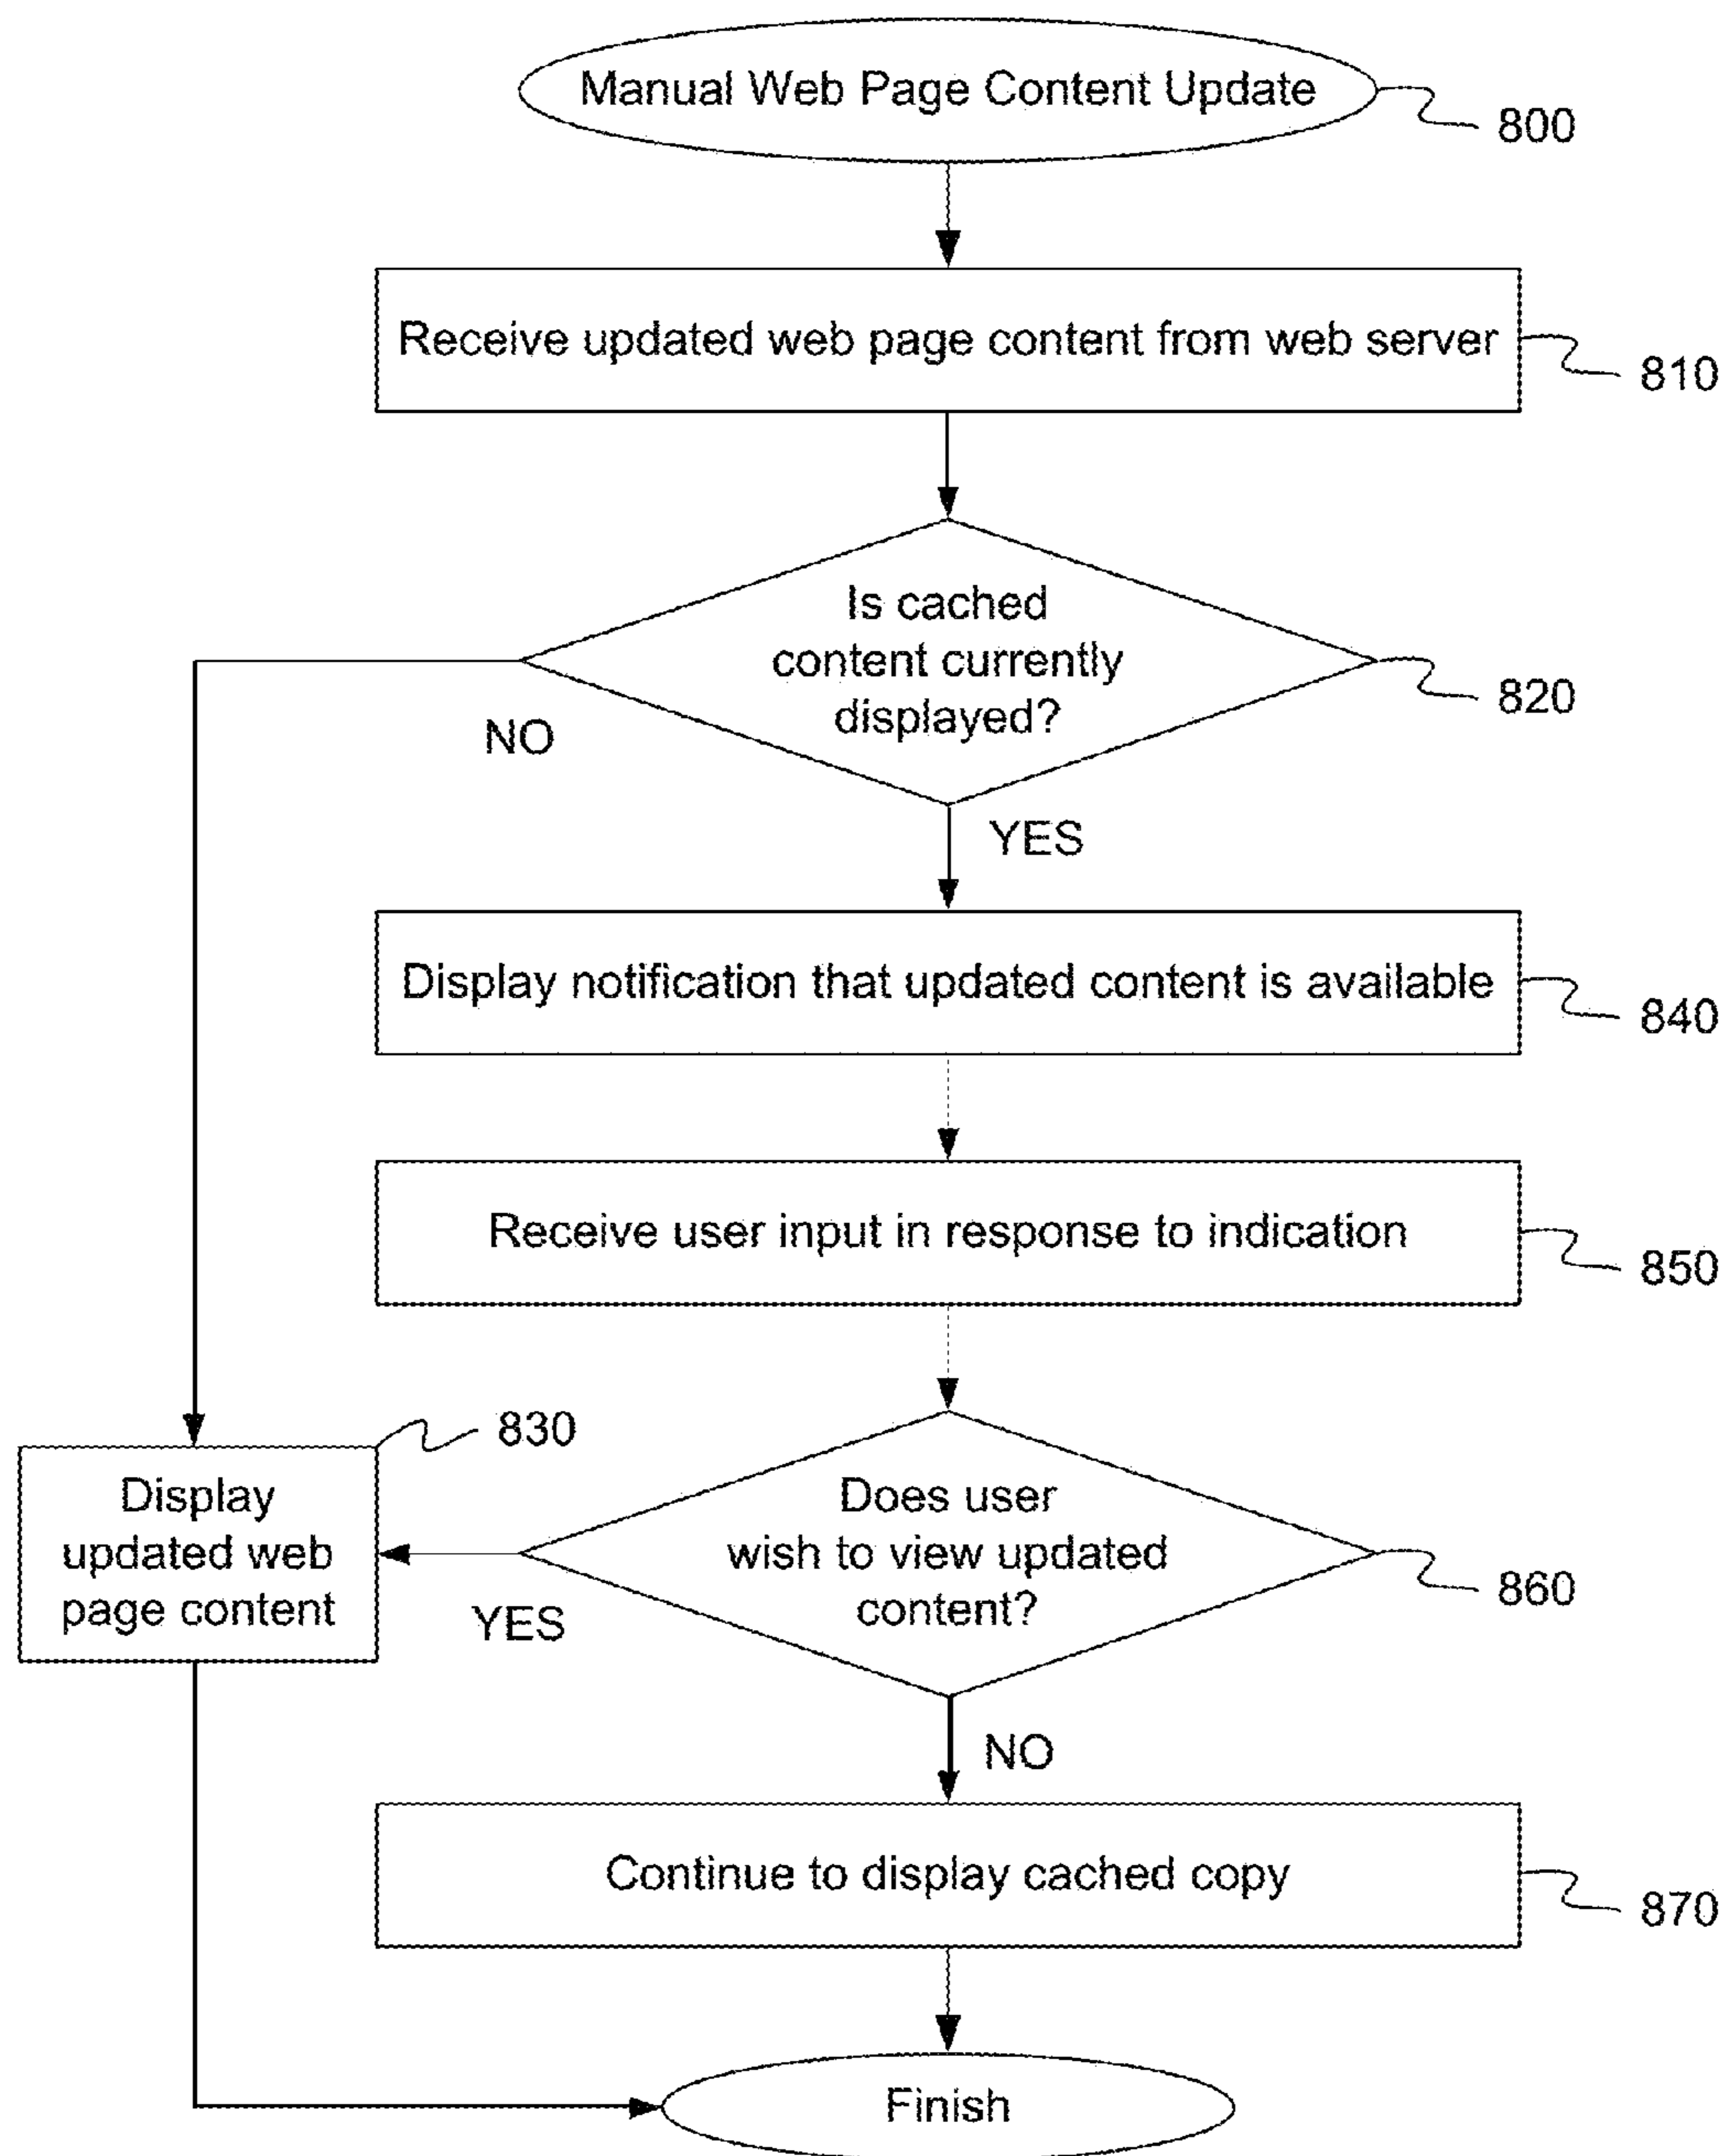 Manual Web Page Content Update
800
Receive updated web page content from web server
810
Is cached
content currently
displayed?
820
NO
YES
Display notification that updated content is available
840
Receive user input in response to indication
850
830
Display
updated web
page content
Does user
wish to view updated
content?
860
YES
NO
Continue to display cached copy
870
Finish